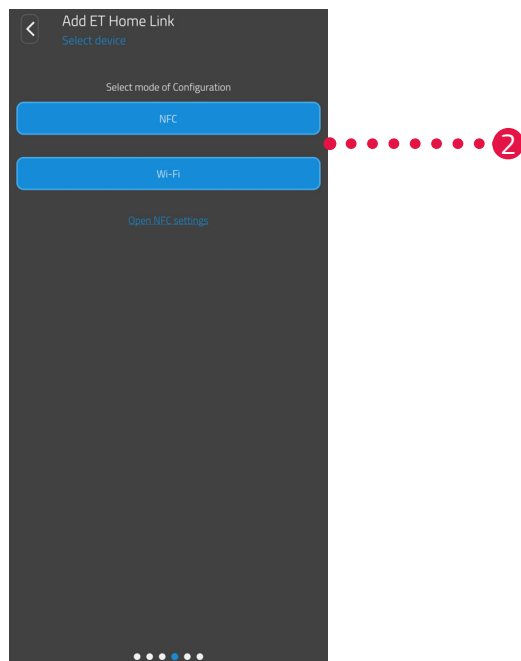 Add ET Home Link
Select device
Select mode of Configuration
NFC
2
Wi-Fi
Open NFC settings